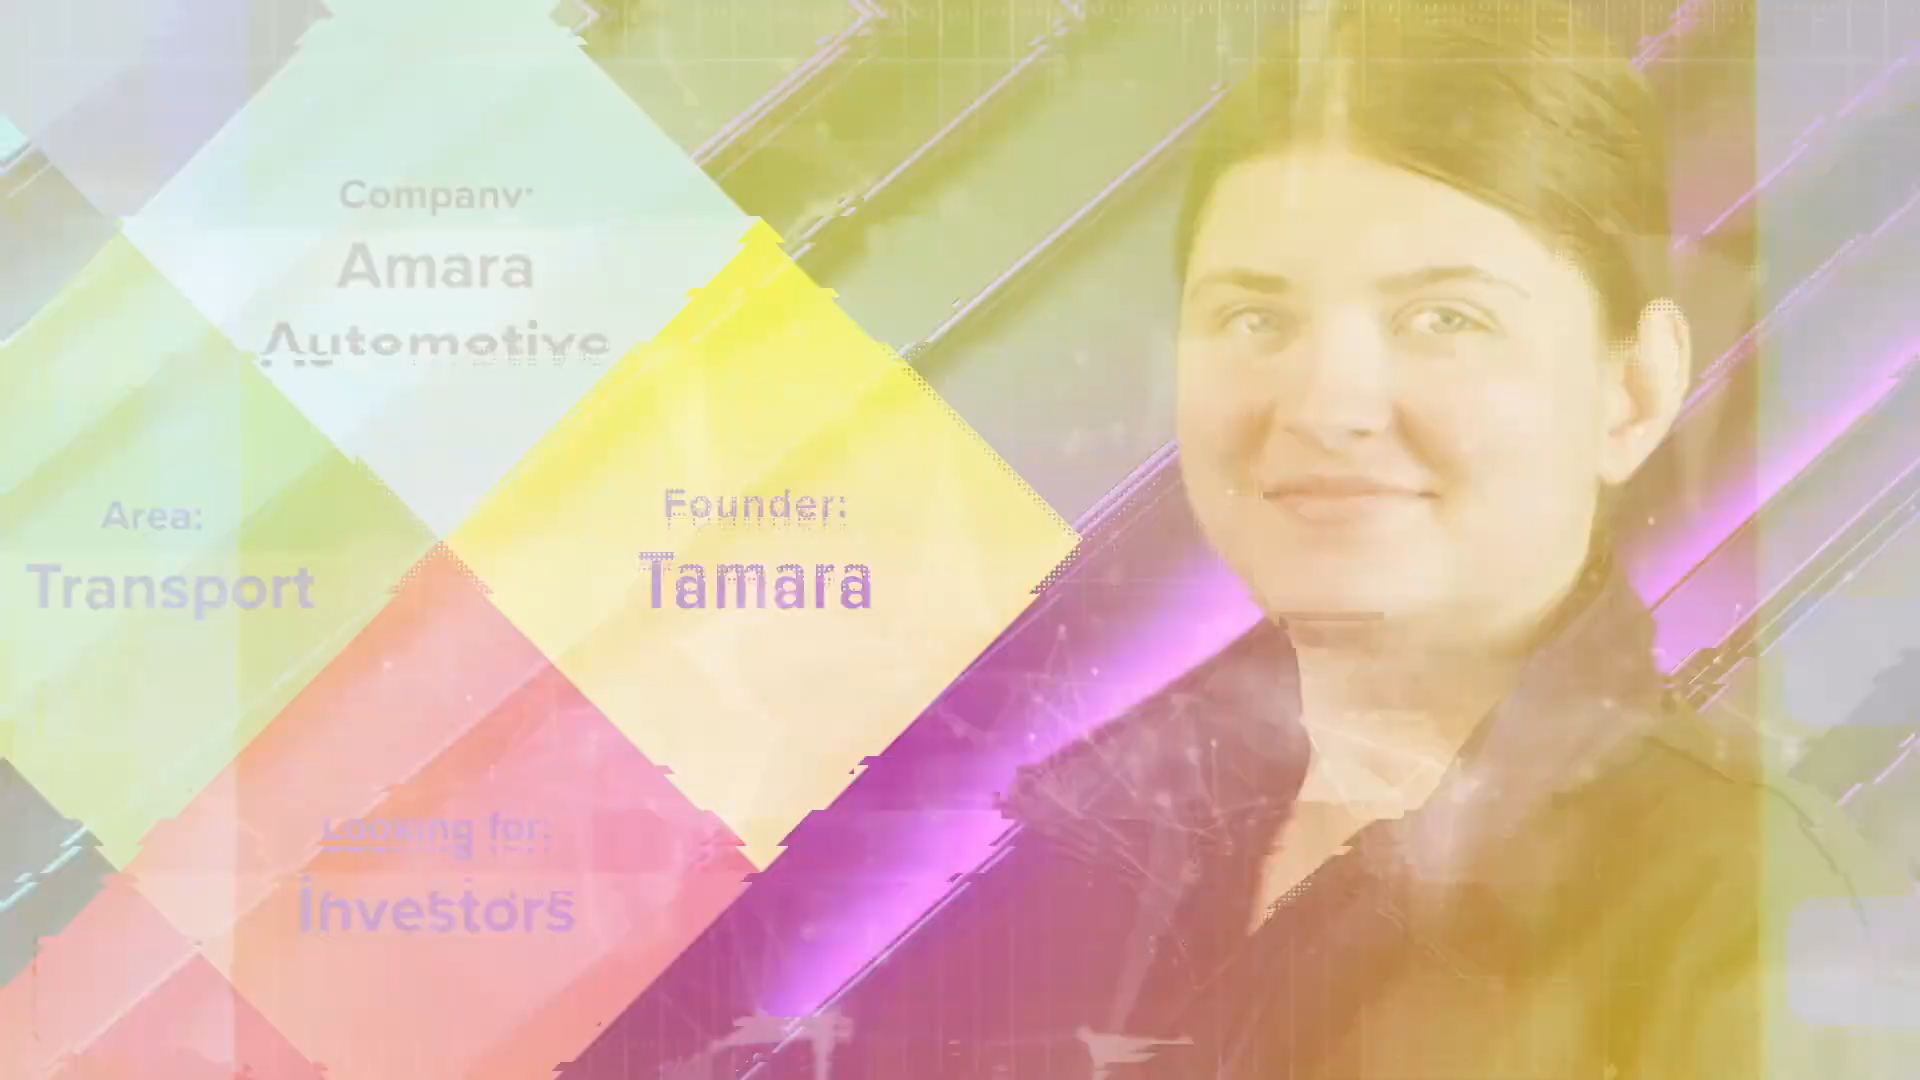 Company:
Amara
Automotive
Area:
Transport
Founder:
Tamara
Looking for:
Investors